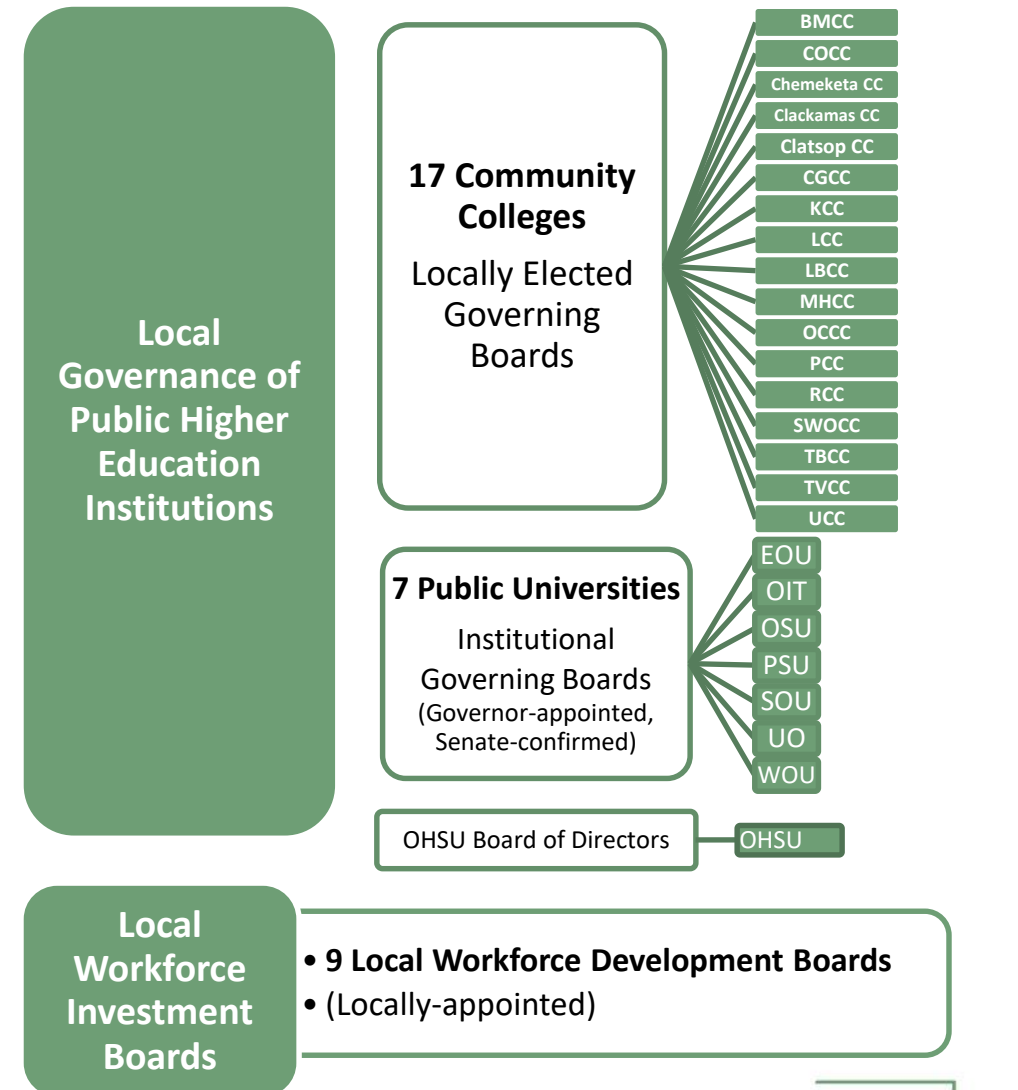 Local
Governance of
Public Higher
Education
Institutions
17 Community
Colleges
Locally Elected
Governing
Boards
BMCC
COCC
Chemeketa CC
Clackamas CC
Clatsop CC
CGCC
KCC
LCC
LBCC
MHCC
OCCC
PCC
RCC
SWOCC
TBCC
TVCC
UCC
7 Public Universities
Institutional
Governing Boards
(Governor-appointed,
Senate-confirmed)
EOU
OIT
OSU
PSU
SOU
UO
WOU
OHSU Board of Directors
OHSU
Local
Workforce
Investment
Boards
• 9 Local Workforce Development Boards
• (Locally-appointed)